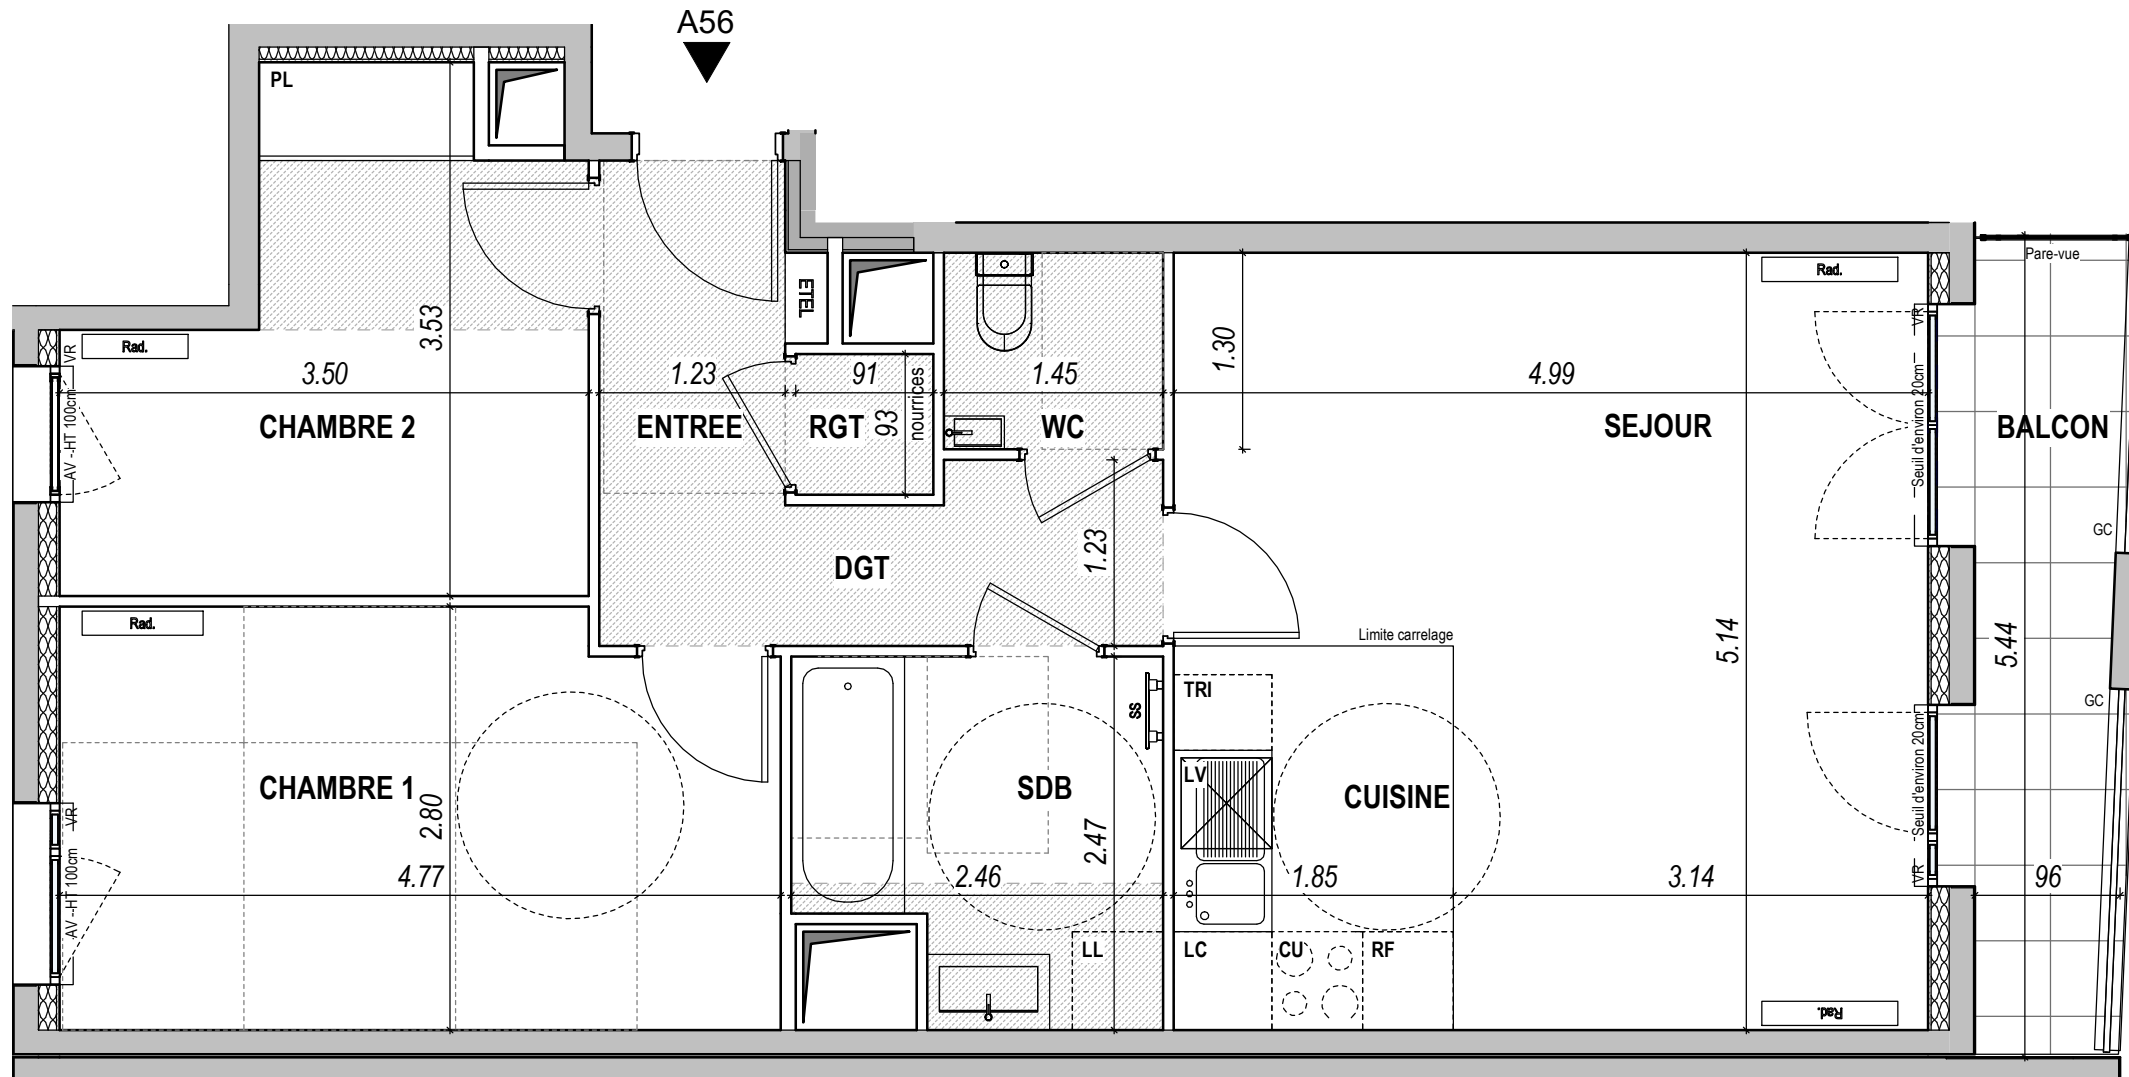 A56
PL
ETEL
Pare-vue
Rad.
Rad.
VR
VR
3.53
1.30
3.50
1.23
91
1.45
4.99
AV -HT 100cm
CHAMBRE 2
ENTREE
RGT
93
nourrices
WC
SEJOUR
Seuil d'environ 20cm
BALCON
GC
DGT
1.23
Rad.
Limite carrelage
5.14
5.44
TRI
SS
GC
LV
CHAMBRE 1
SDB
CUISINE
VR
2.80
2.47
Seuil d'environ 20cm
4.77
2.46
1.85
3.14
VR
96
AV -HT 100cm
LL
LC
CU
RF
Rad.